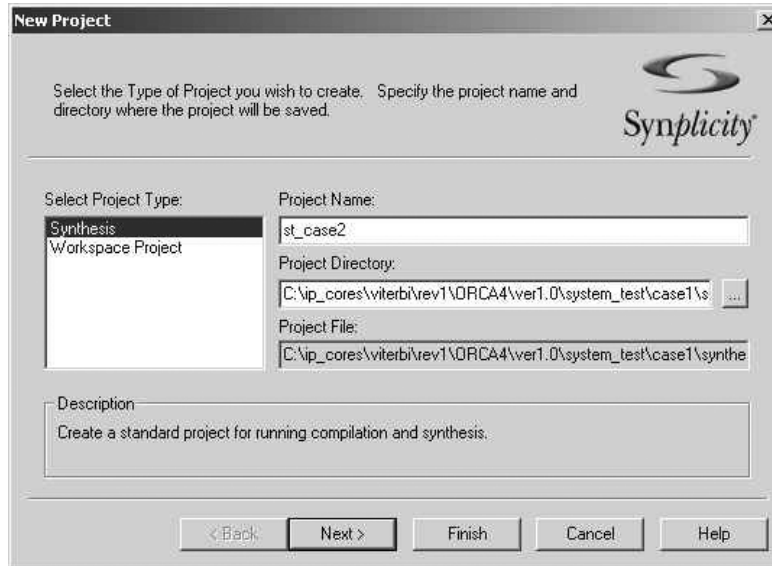 New Project
Select the Type of Project you wish to create. Specify the project name and
directory where the project will be saved.
Synplicity®
Select Project Type:
Synthesis
Workspace Project
Project Name:
st_case2
Project Directory:
C:\ip_cores\viterbi\rev1\ORCA4\ver1.0\system_test\case1\s
...
Project File:
C:\ip_cores\viterbi\rev1\ORCA4\ver1.0\system_test\case1\synthe
Description
Create a standard project for running compilation and synthesis.
< Back
Next >
Finish
Cancel
Help